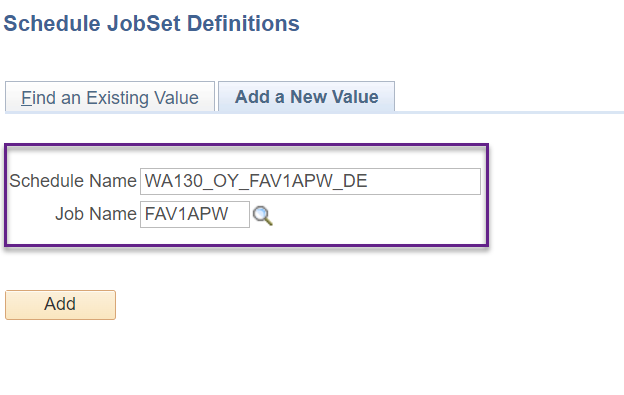 Schedule JobSet Definitions
Find an Existing Value
Add a New Value
Schedule Name WA130_OY_FAV1APW_DE
Job Name FAV1APW
Add